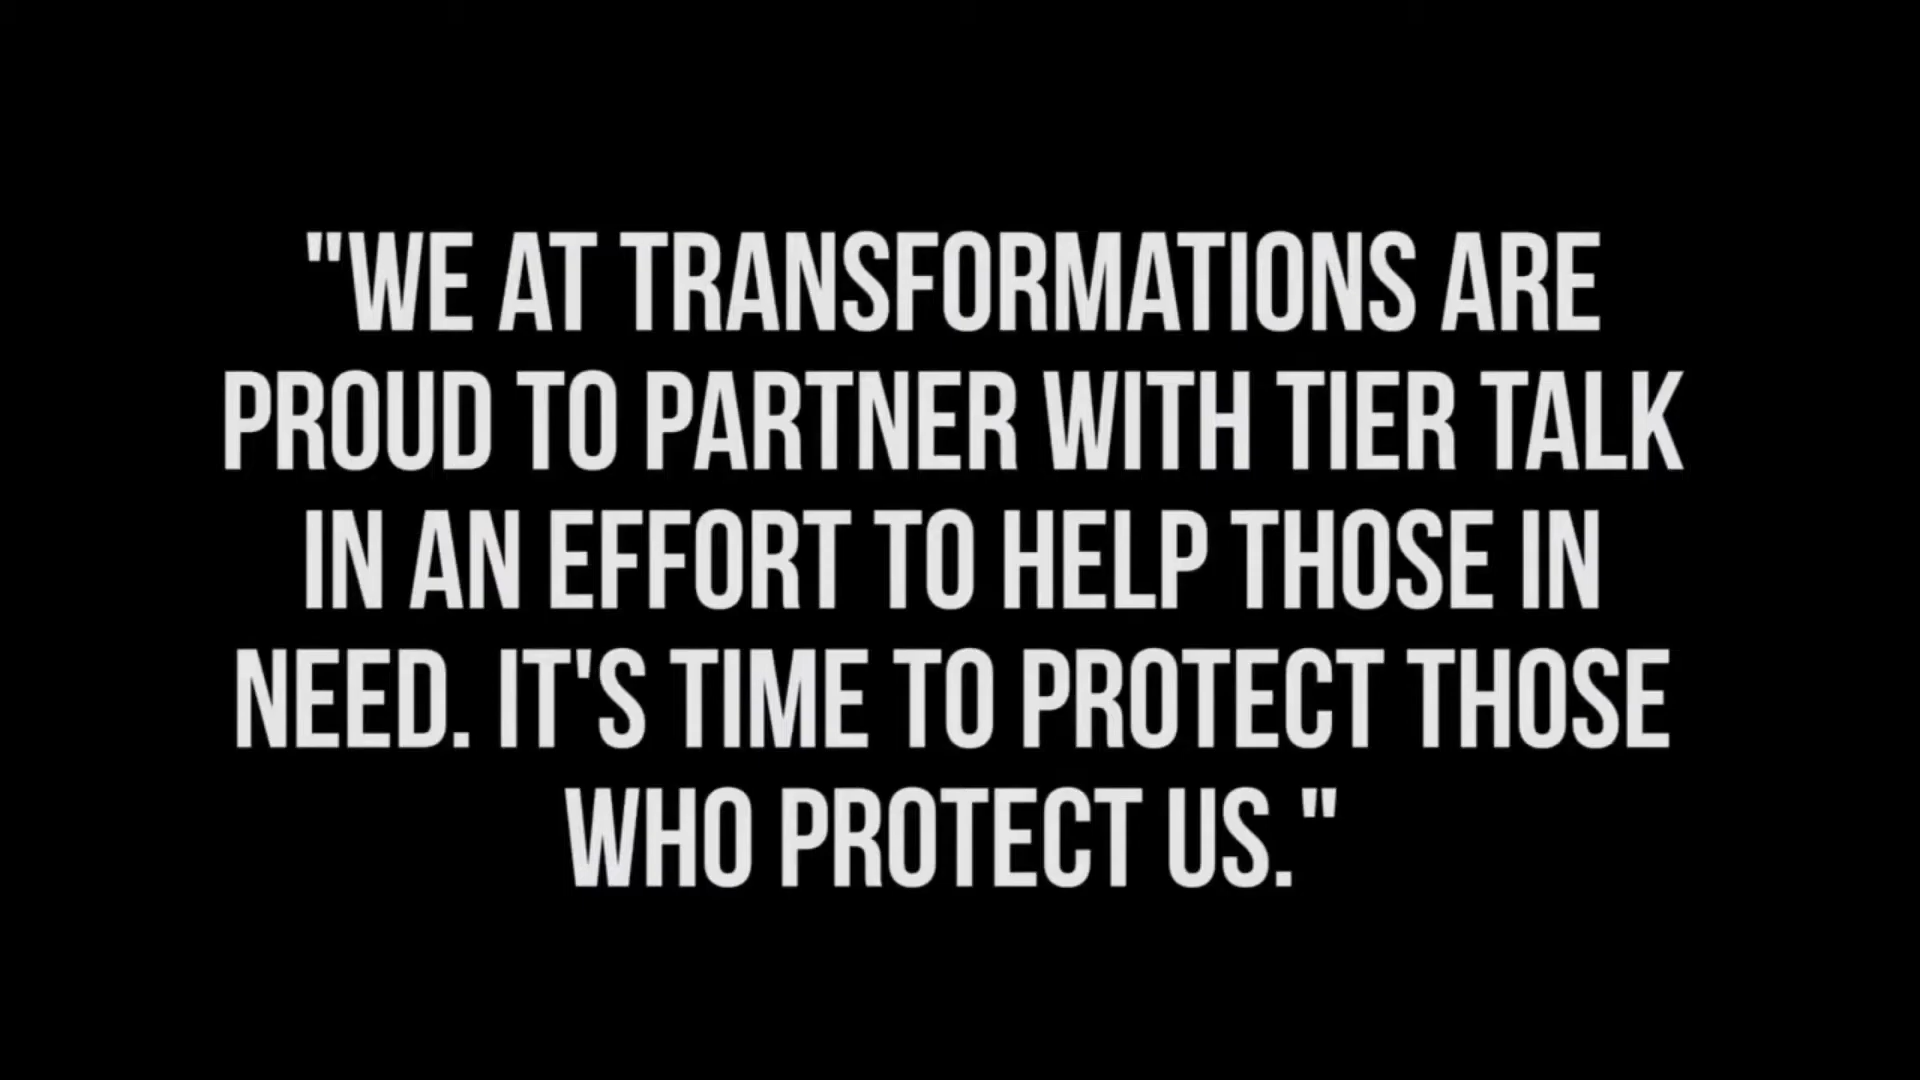 "WE AT TRANSFORMATIONS ARE
PROUD TO PARTNER WITH TIER TALK
IN AN EFFORT TO HELP THOSE IN
NEED. IT'S TIME TO PROTECT THOSE
WHO PROTECT US."